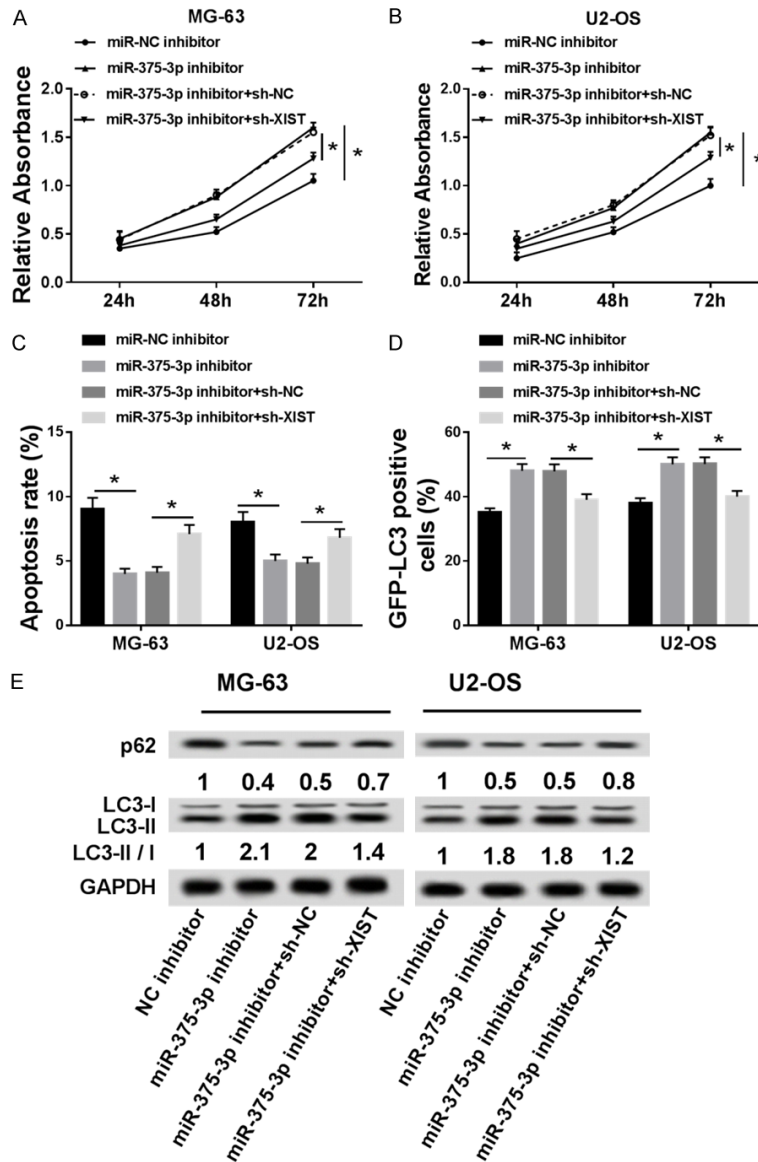 A
MG-63
miR-NC inhibitor
miR-375-3p inhibitor
miR-375-3p inhibitor+sh-NC
miR-375-3p inhibitor+sh-XIST
Relative Absorbance
2.0
1.5
1.0
0.5
0.0
24h 48h 72h
* *
B
U2-OS
miR-NC inhibitor
miR-375-3p inhibitor
miR-375-3p inhibitor+sh-NC
miR-375-3p inhibitor+sh-XIST
Relative Absorbance
2.0
1.5
1.0
0.5
0.0
24h 48h 72h
* *
C
miR-NC inhibitor
miR-375-3p inhibitor
miR-375-3p inhibitor+sh-NC
miR-375-3p inhibitor+sh-XIST
Apoptosis rate (%)
15
10
5
0
* * * *
MG-63 U2-OS
D
miR-NC inhibitor
miR-375-3p inhibitor
miR-375-3p inhibitor+sh-NC
miR-375-3p inhibitor+sh-XIST
GFP-LC3 positive
cells (%)
60
40
20
0
* * * *
MG-63 U2-OS
E
MG-63 U2-OS
p62
1 0.4 0.5 0.7 1 0.5 0.5 0.8
LC3-I
LC3-II
LC3-II / I 1 2.1 2 1.4 1 1.8 1.8 1.2
GAPDH
NC inhibitor
miR-375-3p inhibitor
miR-375-3p inhibitor+sh-NC
miR-375-3p inhibitor+sh-XIST
NC inhibitor
miR-375-3p inhibitor
miR-375-3p inhibitor+sh-NC
miR-375-3p inhibitor+sh-XIST